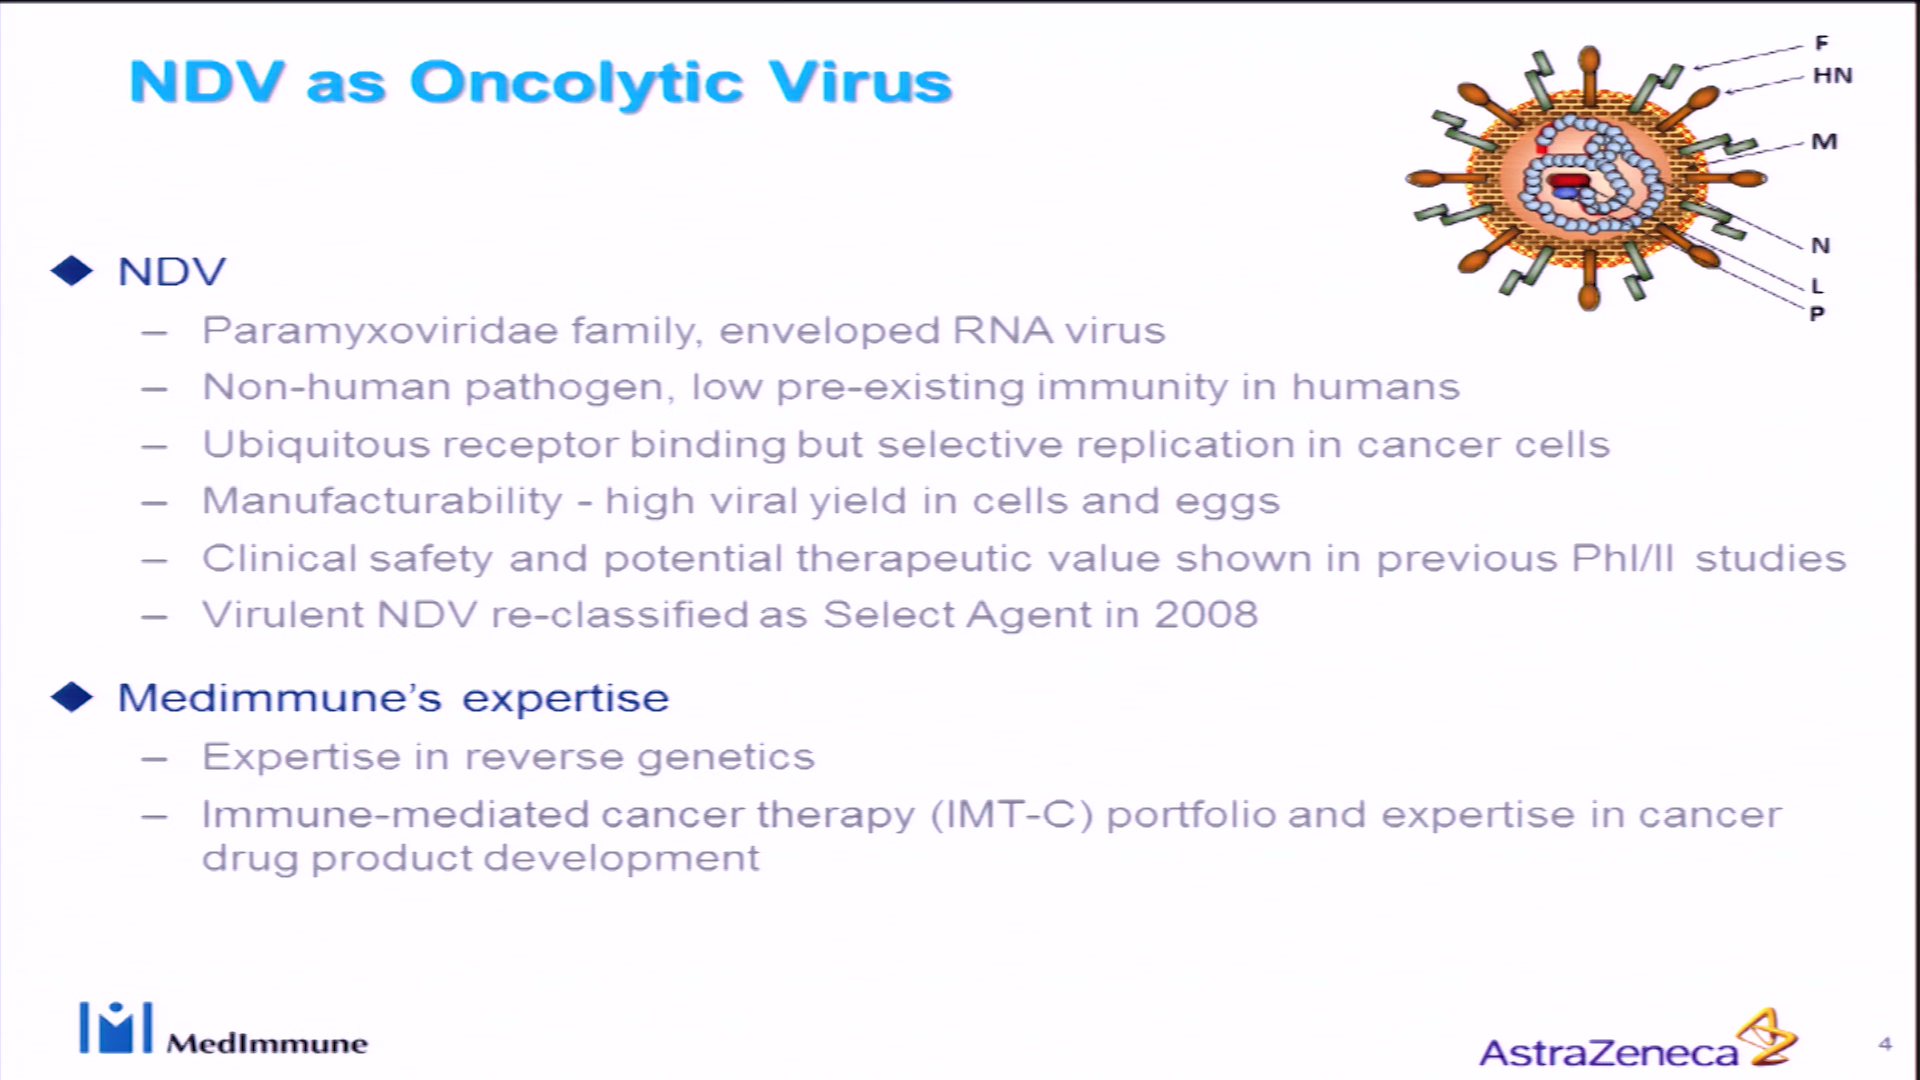 NDV as Oncolytic Virus
F
HN
M
N
L
P
NDV
– Paramyxoviridae family, enveloped RNA virus
– Non-human pathogen, low pre-existing immunity in humans
– Ubiquitous receptor binding but selective replication in cancer cells
– Manufacturability - high viral yield in cells and eggs
– Clinical safety and potential therapeutic value shown in previous PhI/II studies
– Virulent NDV re-classified as Select Agent in 2008
Medimmune's expertise
– Expertise in reverse genetics
– Immune-mediated cancer therapy (IMT-C) portfolio and expertise in cancer
drug product development
MedImmune
AstraZeneca
4